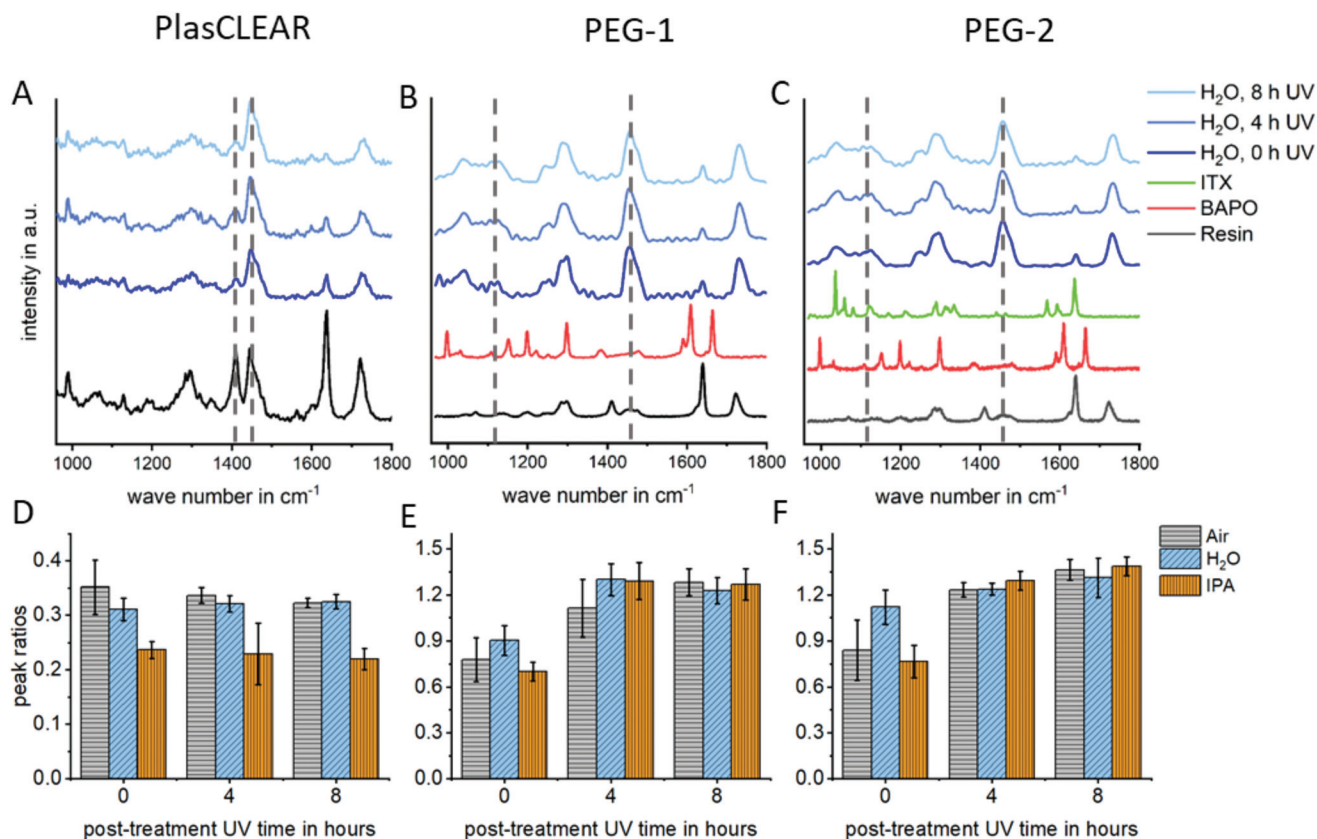 PlasCLEAR PEG-1 PEG-2
A B C
H₂O, 8 h UV
H₂O, 4 h UV
H₂O, 0 h UV
ITX
BAPO
Resin
intensity in a.u.
1000 1200 1400 1600 1800 1000 1200 1400 1600 1800 1000 1200 1400 1600 1800
wave number in cm⁻¹ wave number in cm⁻¹ wave number in cm⁻¹
D E F
Air
H₂O
IPA
peak ratios
0.4
0.3
0.2
0.1
0.0
1.5
1.2
0.9
0.6
0.3
0.0
1.5
1.2
0.9
0.6
0.3
0.0
0 4 8 0 4 8 0 4 8
post-treatment UV time in hours post-treatment UV time in hours post-treatment UV time in hours